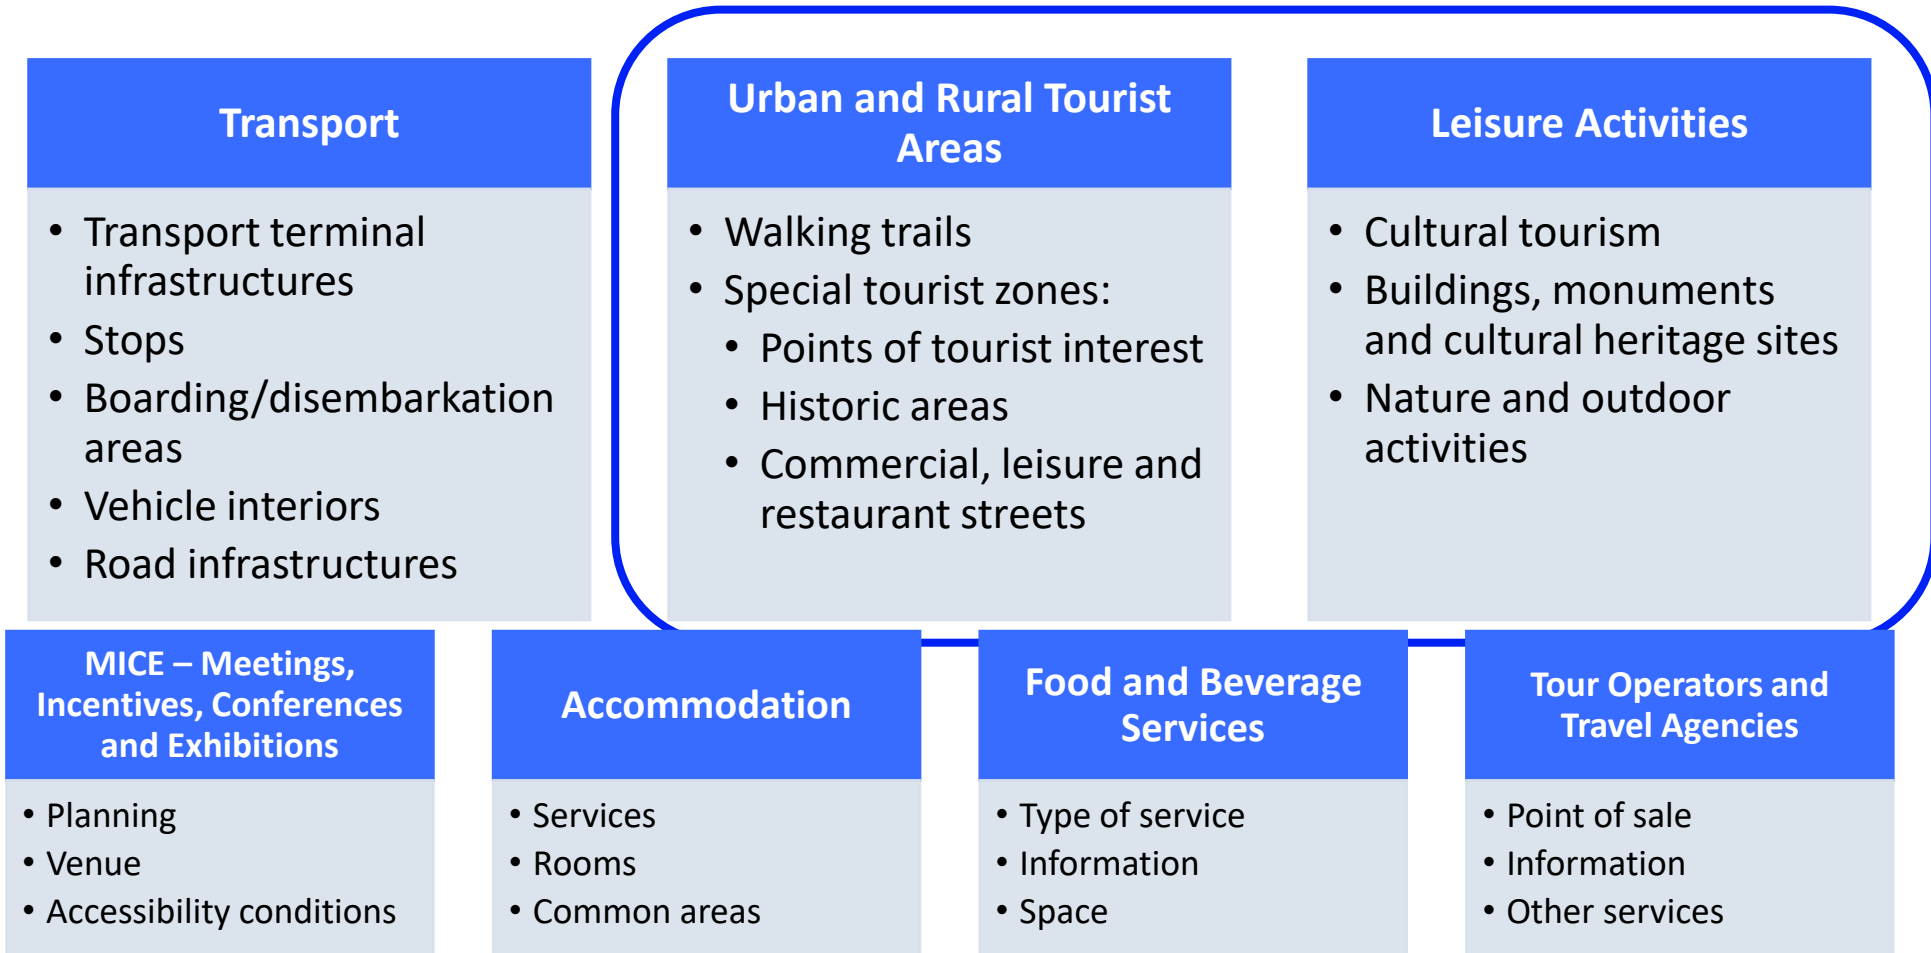 Transport
• Transport terminal
infrastructures
• Stops
• Boarding/disembarkation
areas
• Vehicle interiors
• Road infrastructures
Urban and Rural Tourist
Areas
• Walking trails
• Special tourist zones:
• Points of tourist interest
• Historic areas
• Commercial, leisure and
restaurant streets
Leisure Activities
• Cultural tourism
• Buildings, monuments
and cultural heritage sites
• Nature and outdoor
activities
MICE – Meetings,
Incentives, Conferences
and Exhibitions
• Planning
• Venue
• Accessibility conditions
Accommodation
• Services
• Rooms
• Common areas
Food and Beverage
Services
• Type of service
• Information
• Space
Tour Operators and
Travel Agencies
• Point of sale
• Information
• Other services